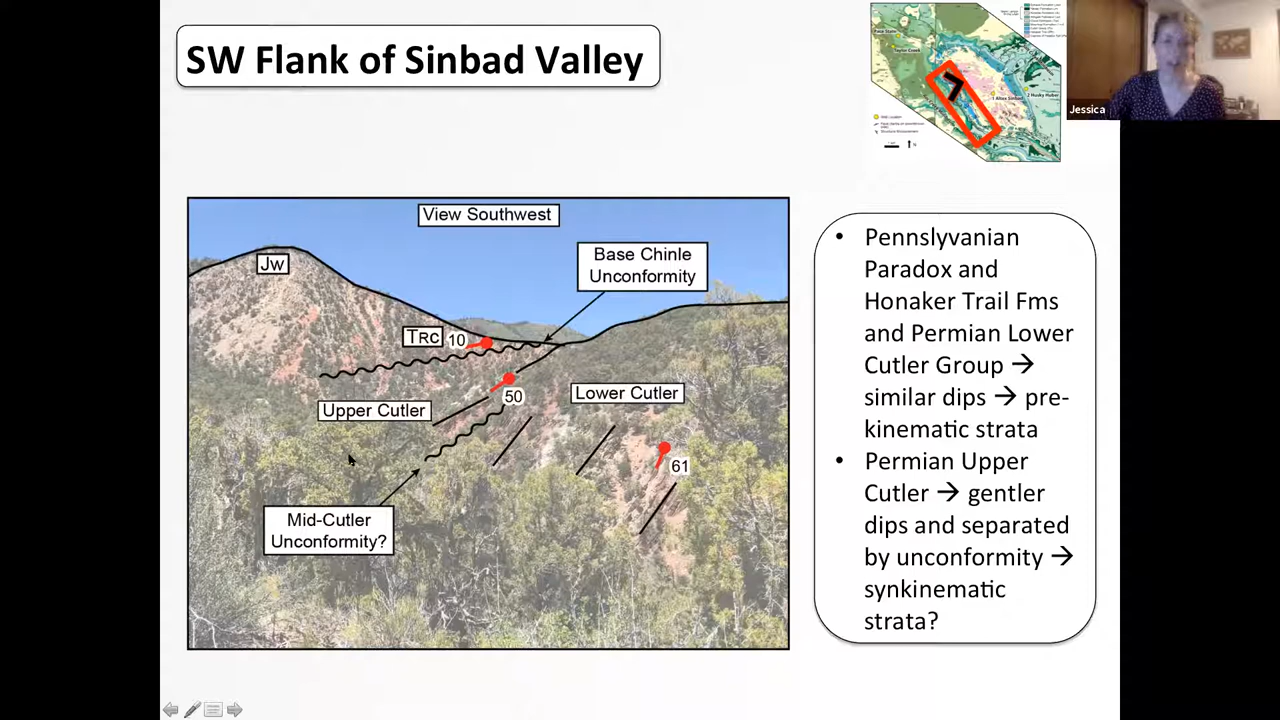 SW Flank of Sinbad Valley
Jessica
View Southwest
Base Chinle
Unconformity
Jw
TRC
10
50
Upper Cutler
Lower Cutler
61
Mid-Cutler
Unconformity?
• Pennslyvanian
Paradox and
Honaker Trail Fms
and Permian Lower
Cutler Group →
similar dips → pre-
kinematic strata
• Permian Upper
Cutler → gentler
dips and separated
by unconformity →
synkinematic
strata?